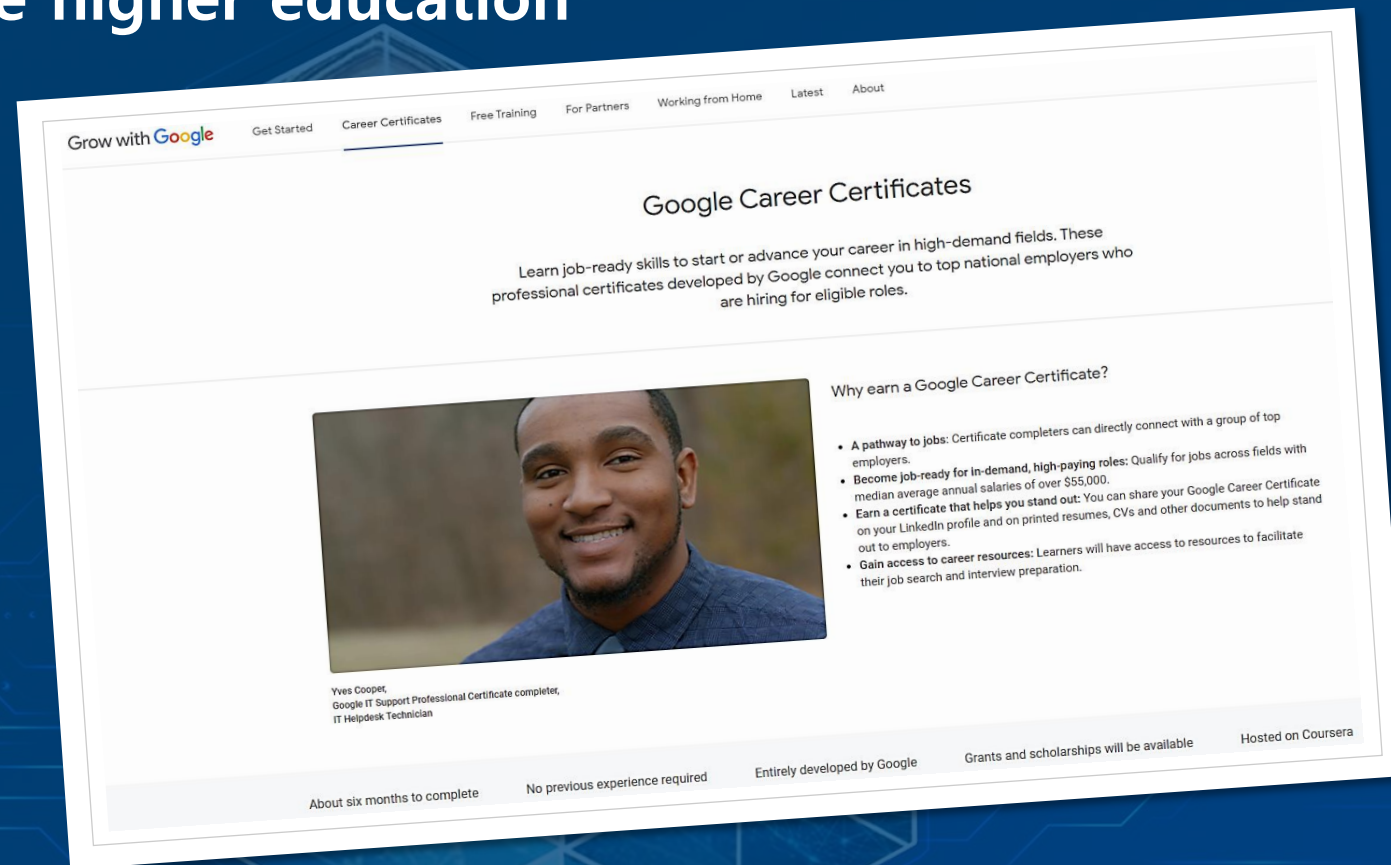 e higher education
Grow with Google
Get Started
Career Certificates
Free Training
For Partners
Working from Home
Latest
About
Google Career Certificates
Learn job-ready skills to start or advance your career in high-demand fields. These
professional certificates developed by Google connect you to top national employers who
are hiring for eligible roles.
Why earn a Google Career Certificate?
• A pathway to jobs: Certificate completers can directly connect with a group of top
employers.
• Become job-ready for in-demand, high-paying roles: Qualify for jobs across fields with
median average annual salaries of over $55,000.
• Earn a certificate that helps you stand out: You can share your Google Career Certificate
on your LinkedIn profile and on printed resumes, CVs and other documents to help stand
out to employers.
• Gain access to career resources: Learners will have access to resources to facilitate
their job search and interview preparation.
Yves Cooper,
Google IT Support Professional Certificate completer,
IT Helpdesk Technician
About six months to complete
No previous experience required
Entirely developed by Google
Grants and scholarships will be available
Hosted on Coursera